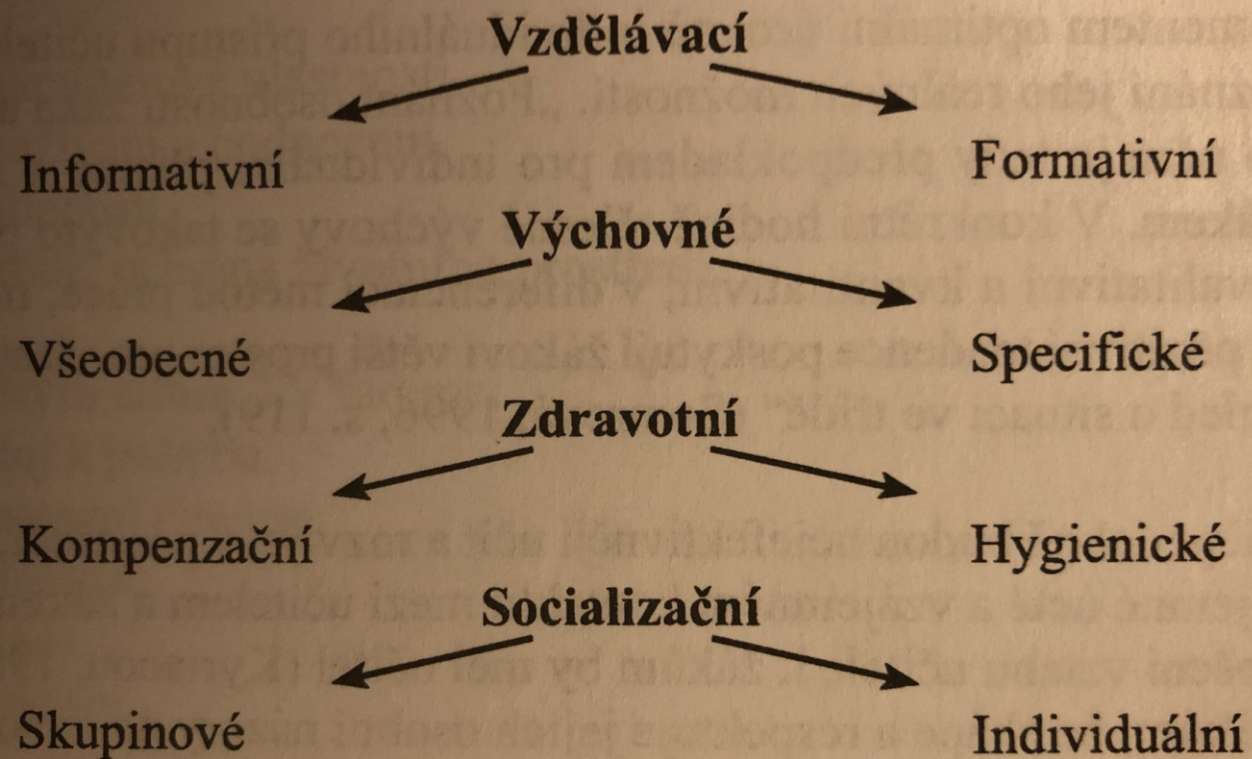 Vzdělávací
Informativní Formativní
Výchovné
Všeobecné Specifické
Zdravotní
Kompenzační Hygienické
Socializační
Skupinové Individuální